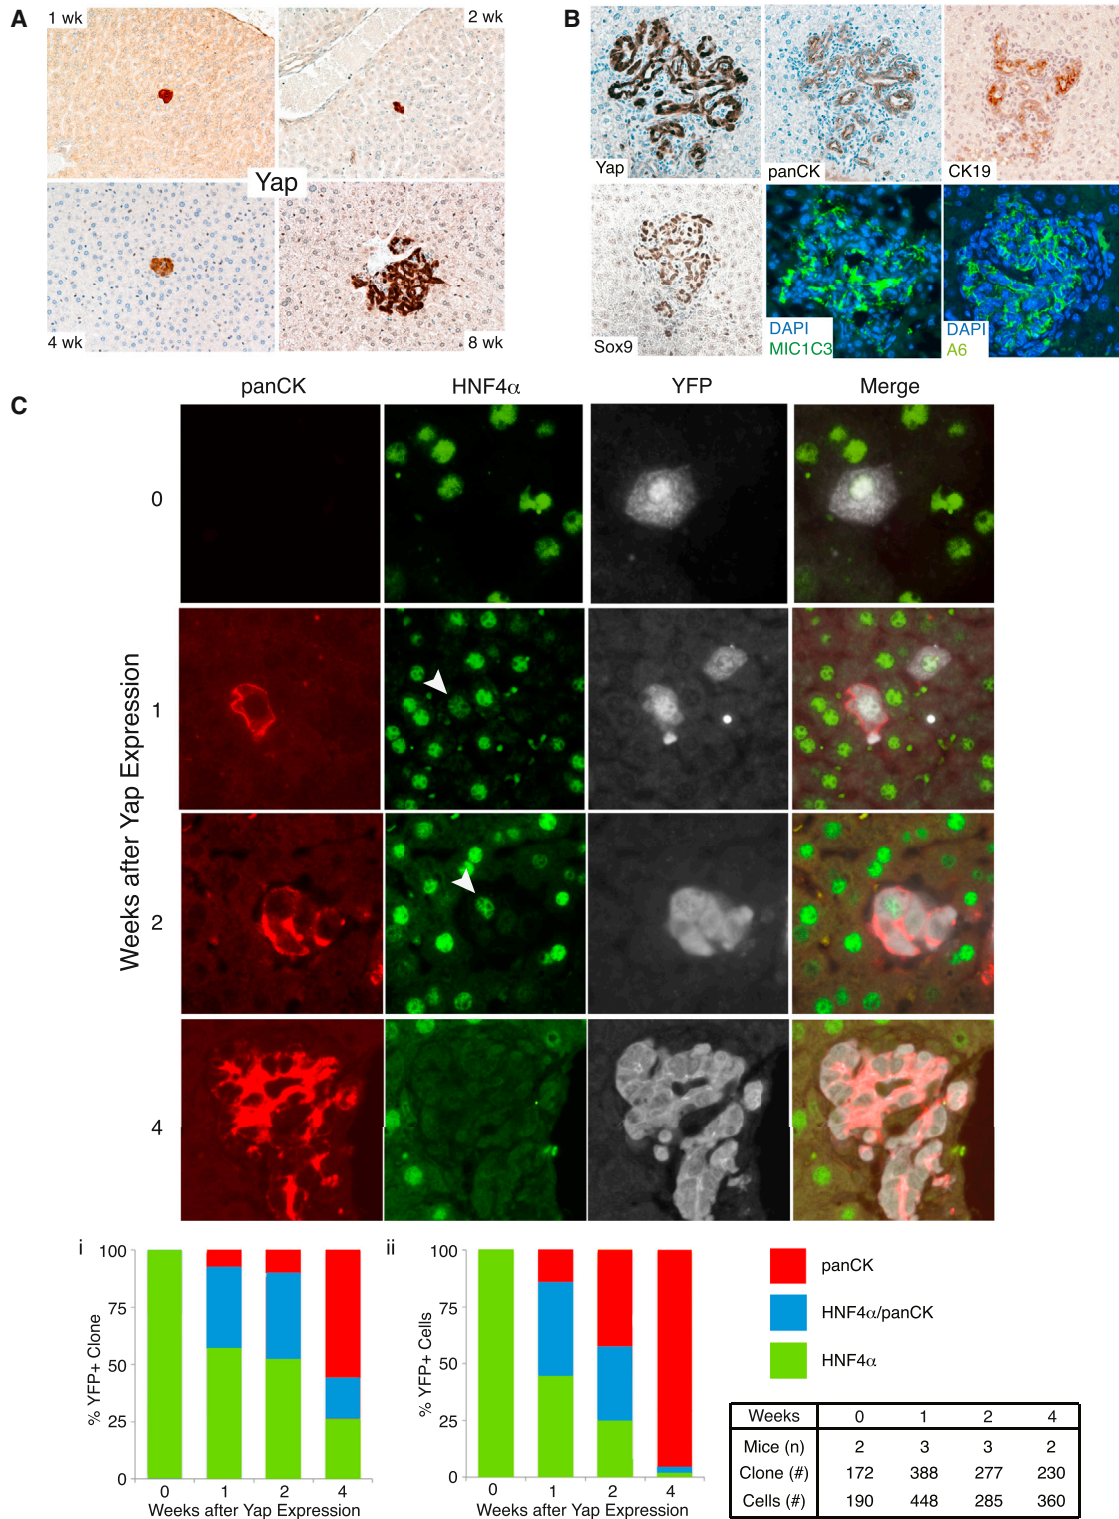 A
1 wk
2 wk
Yap
4 wk
8 wk
B
Yap
panCK
CK19
Sox9
DAPI
MIC1C3
DAPI
A6
C
panCK
HNF4α
YFP
Merge
Weeks after Yap Expression
0
1
2
4
i
% YFP+ Clone
100
75
50
25
0
0 1 2 4
Weeks after Yap Expression
ii
% YFP+ Cells
100
75
50
25
0
0 1 2 4
Weeks after Yap Expression
panCK
HNF4α/panCK
HNF4α
Weeks 0 1 2 4
Mice (n) 2 3 3 2
Clone (#) 172 388 277 230
Cells (#) 190 448 285 360